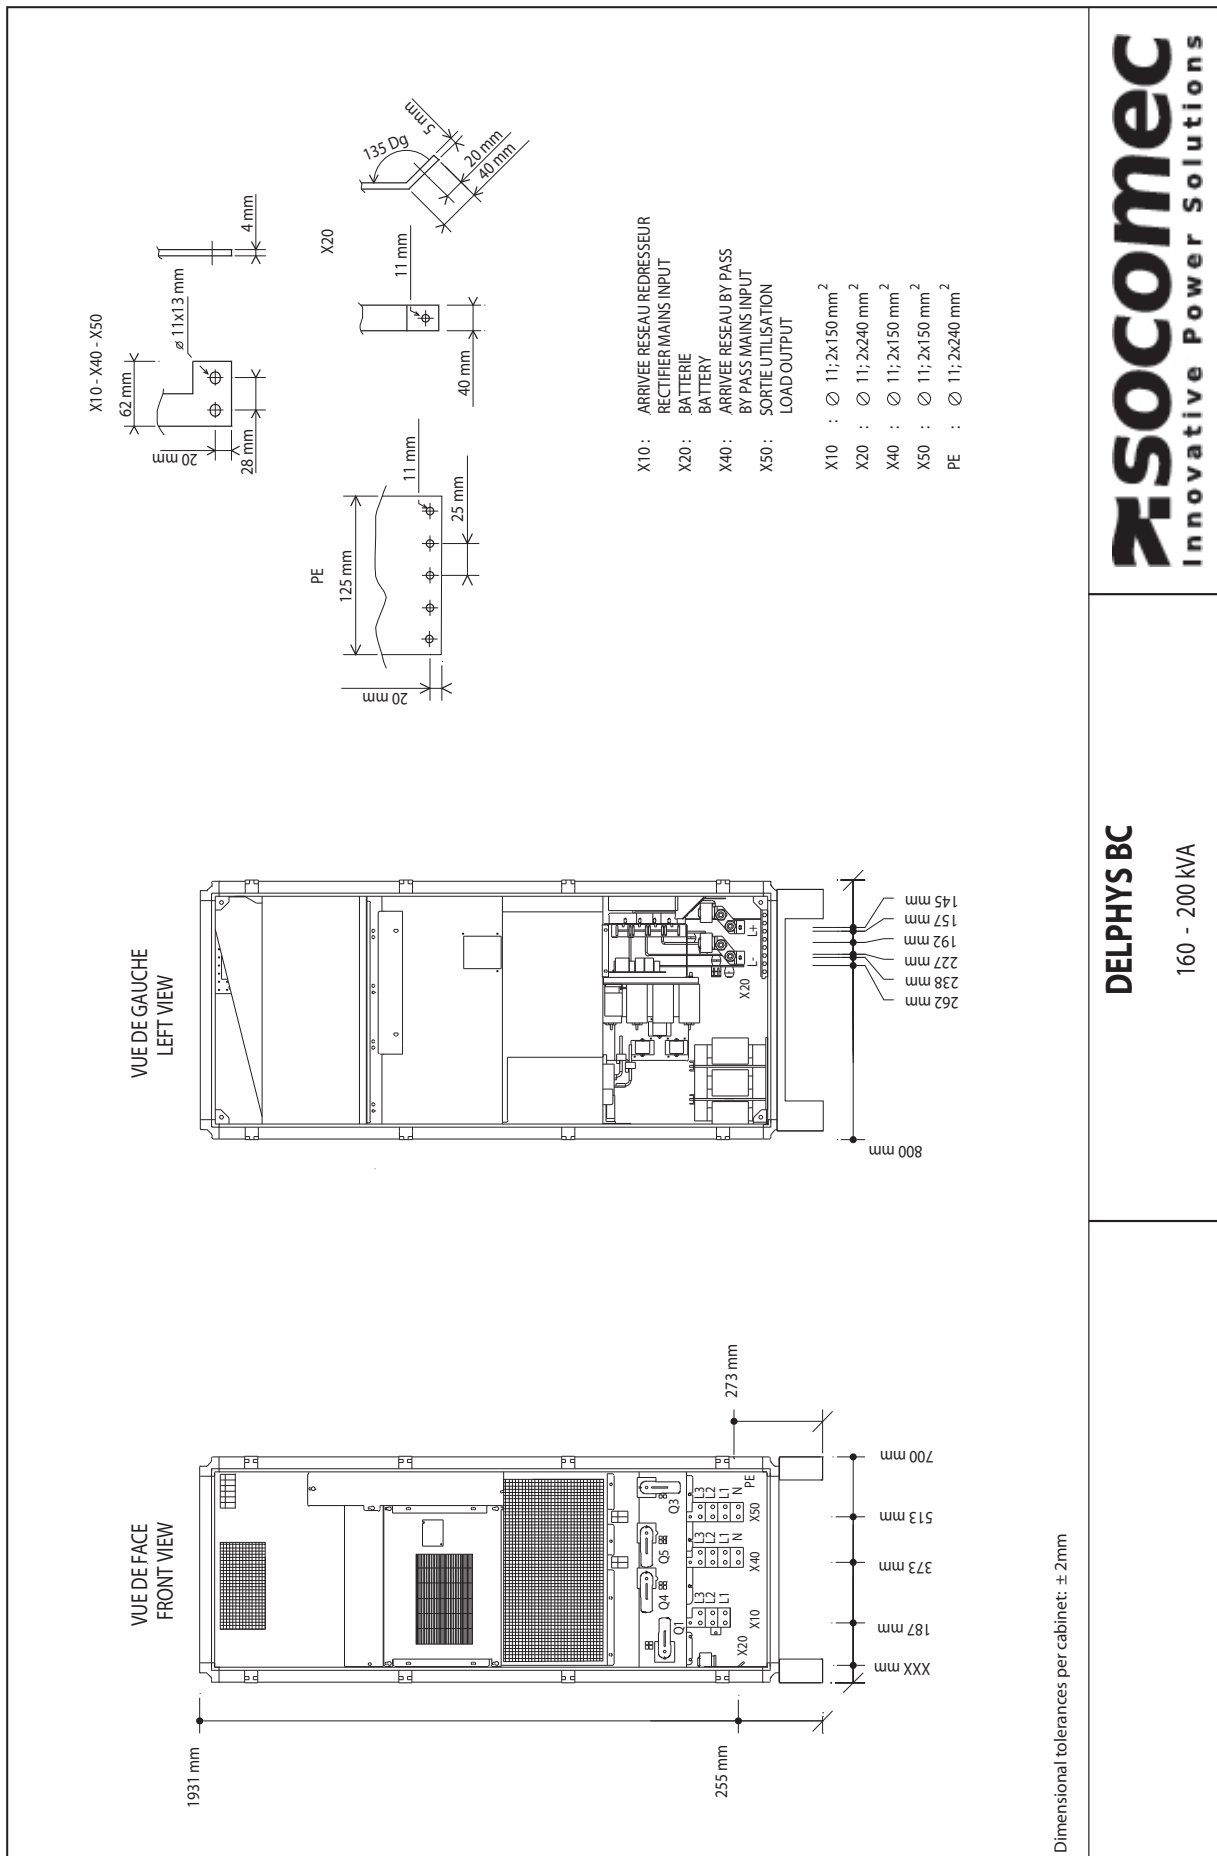 VUE DE FACE
FRONT VIEW
1931 mm
255 mm
273 mm
XXX mm
187 mm
373 mm
513 mm
700 mm
Q1
Q4
Q5
Q3
X20
X10
L3
L2
L1
X40
L3
L2
L1
N
X50
L3
L2
L1
N
PE
VUE DE GAUCHE
LEFT VIEW
X20
L-
L+
800 mm
262 mm
238 mm
227 mm
192 mm
157 mm
145 mm
X10 - X40 - X50
62 mm
ø 11x13 mm
20 mm
28 mm
4 mm
PE
125 mm
11 mm
20 mm
25 mm
X20
11 mm
40 mm
135 Dg
5 mm
20 mm
40 mm
X10 : ARRIVEE RESEAU REDRESSEUR
RECTIFIER MAINS INPUT
X20 : BATTERIE
BATTERY
X40 : ARRIVEE RESEAU BY PASS
BY PASS MAINS INPUT
X50 : SORTIE UTILISATION
LOAD OUTPUT
X10 : ∅ 11; 2x150 mm²
X20 : ∅ 11; 2x240 mm²
X40 : ∅ 11; 2x150 mm²
X50 : ∅ 11; 2x150 mm²
PE : ∅ 11; 2x240 mm²
Dimensional tolerances per cabinet: ± 2mm
DELPHYS BC
160 - 200 kVA
socomec
Innovative Power Solutions